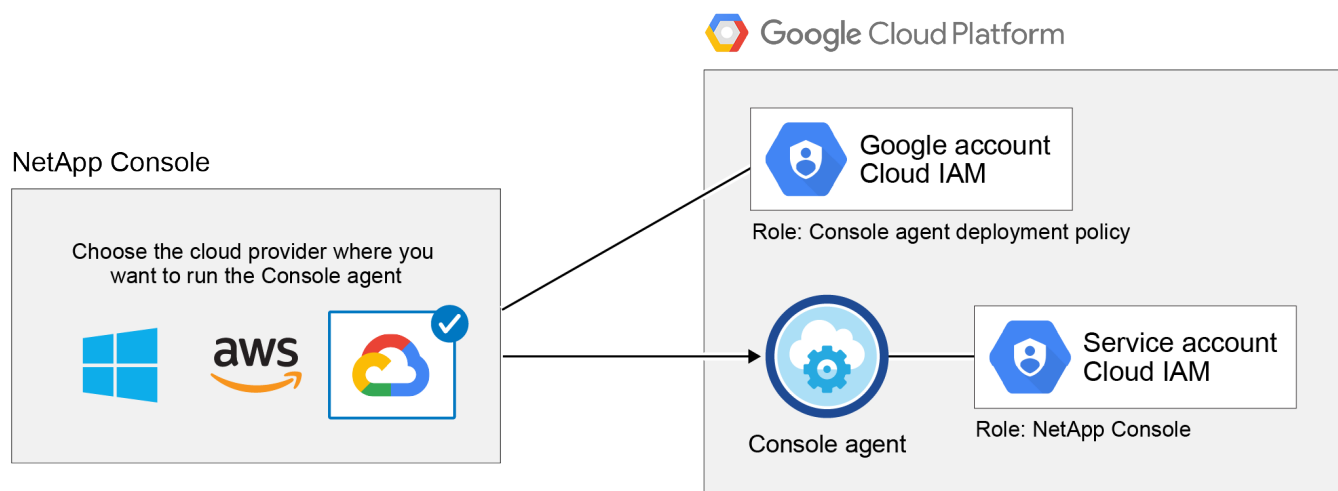 Google Cloud Platform
NetApp Console
Choose the cloud provider where you
want to run the Console agent
aws
Google account
Cloud IAM
Role: Console agent deployment policy
Console agent
Service account
Cloud IAM
Role: NetApp Console